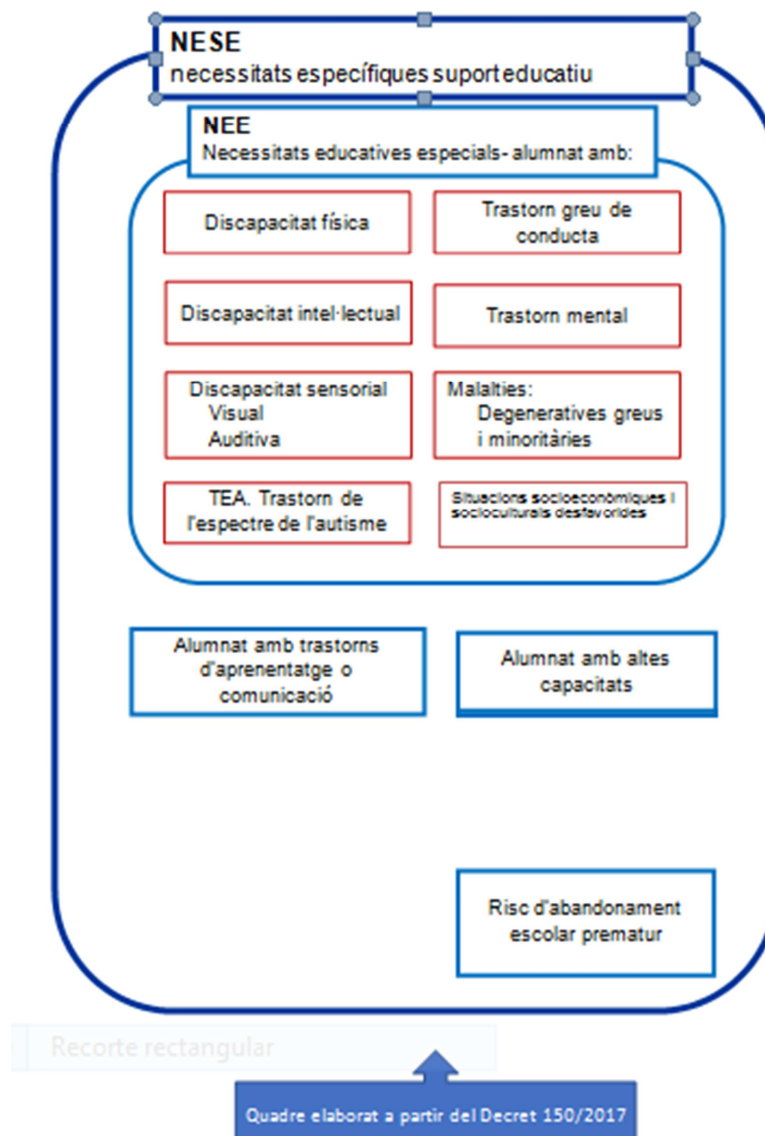 NESE
necessitats específiques suport educatiu
NEE
Necessitats educatives especials- alumnat amb:
Discapacitat física
Trastorn greu de
conducta
Discapacitat intel·lectual
Trastorn mental
Discapacitat sensorial
Visual
Auditiva
Malalties:
Degeneratives greus
i minoritàries
TEA. Trastorn de
l'espectre de l'autisme
Situacions socioeconòmiques i
socioculturals desfavorides
Alumnat amb trastorns
d'aprenentatge o
comunicació
Alumnat amb altes
capacitats
Risc d'abandonament
escolar prematur
Recorte rectangular
Quadre elaborat a partir del Decret 150/2017